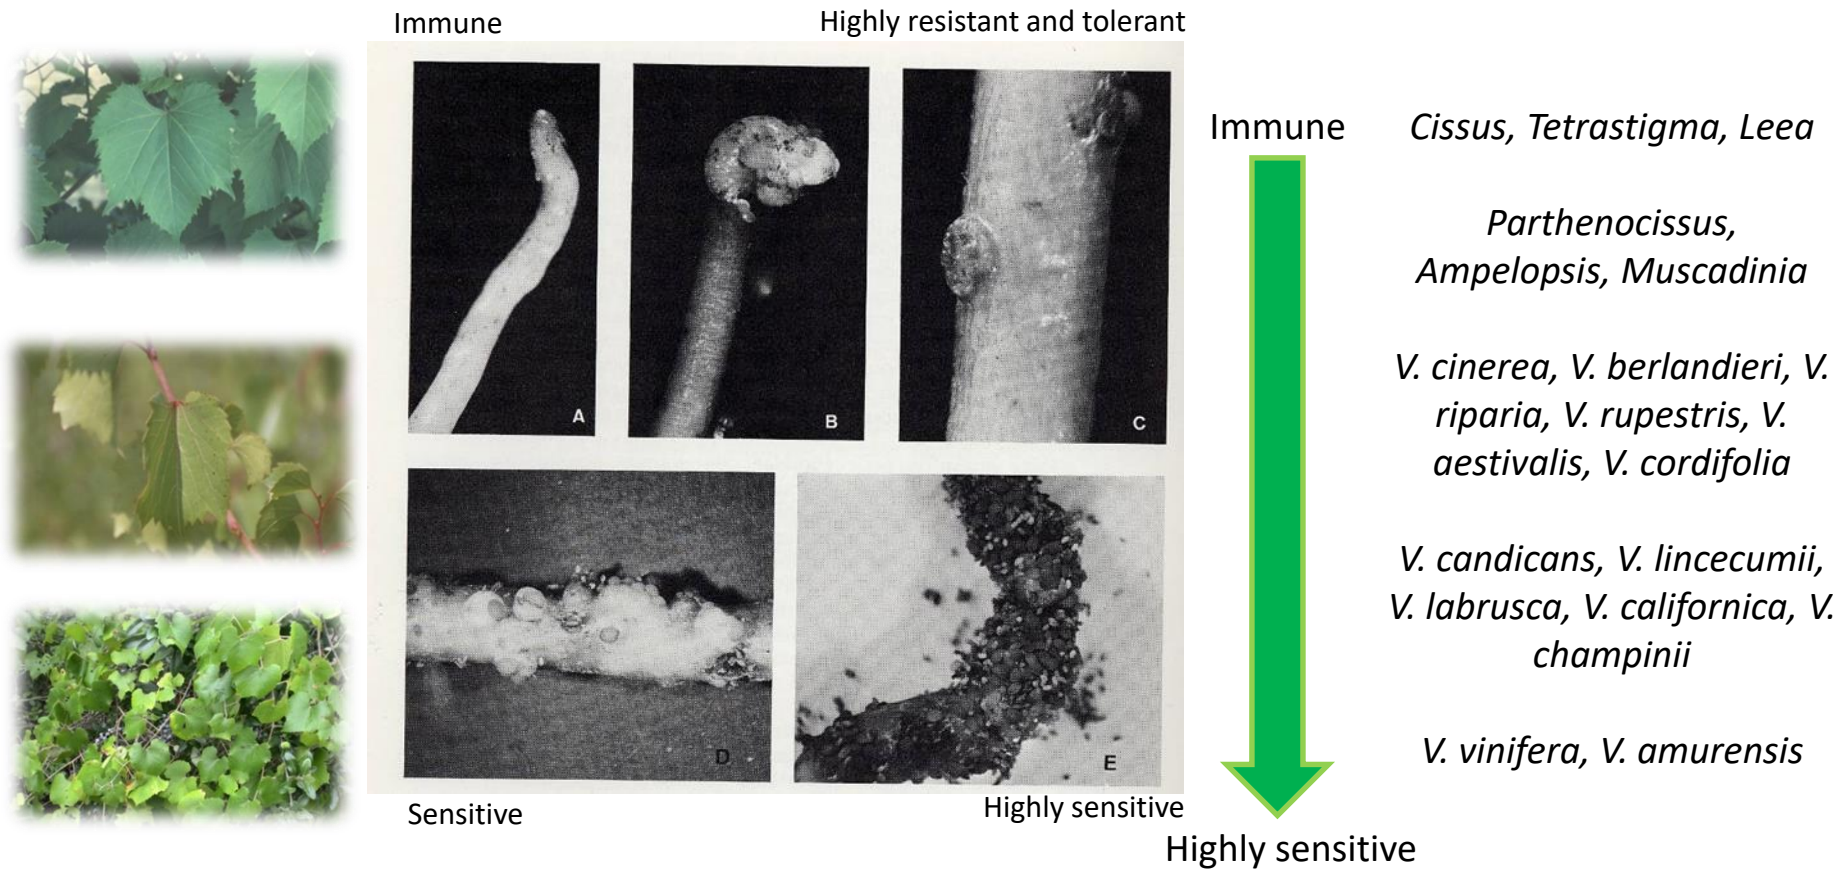 Immune
Highly resistant and tolerant
A
B
C
D
E
Sensitive
Highly sensitive
Immune
Cissus, Tetrastigma, Leea
Parthenocissus,
Ampelopsis, Muscadinia
V. cinerea, V. berlandieri, V.
riparia, V. rupestris, V.
aestivalis, V. cordifolia
V. candicans, V. lincecumii,
V. labrusca, V. californica, V.
champinii
V. vinifera, V. amurensis
Highly sensitive